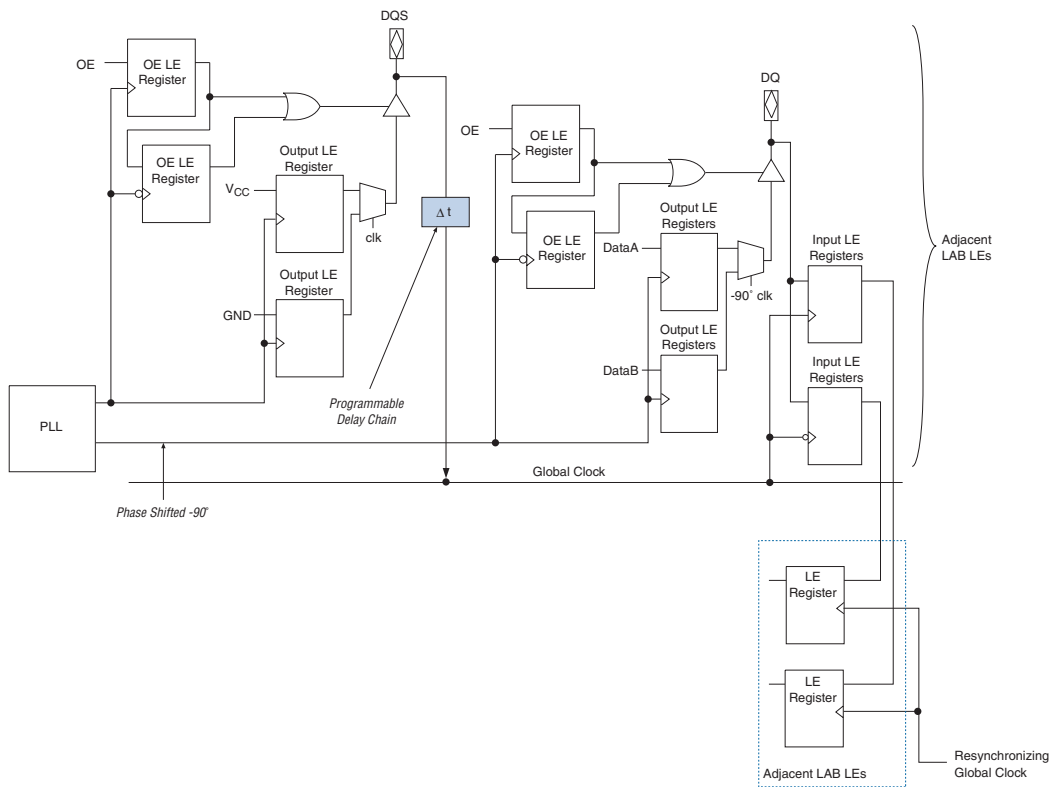 DQS
OE
OE LE
Register
OE LE
Register
Output LE
Register
VCC
clk
Output LE
Register
GND
Δ t
Programmable
Delay Chain
PLL
Phase Shifted -90°
Global Clock
DQ
OE
OE LE
Register
OE LE
Register
Output LE
Registers
DataA
-90° clk
Output LE
Registers
DataB
Input LE
Registers
Input LE
Registers
Adjacent
LAB LEs
LE
Register
LE
Register
Adjacent LAB LEs
Resynchronizing
Global Clock